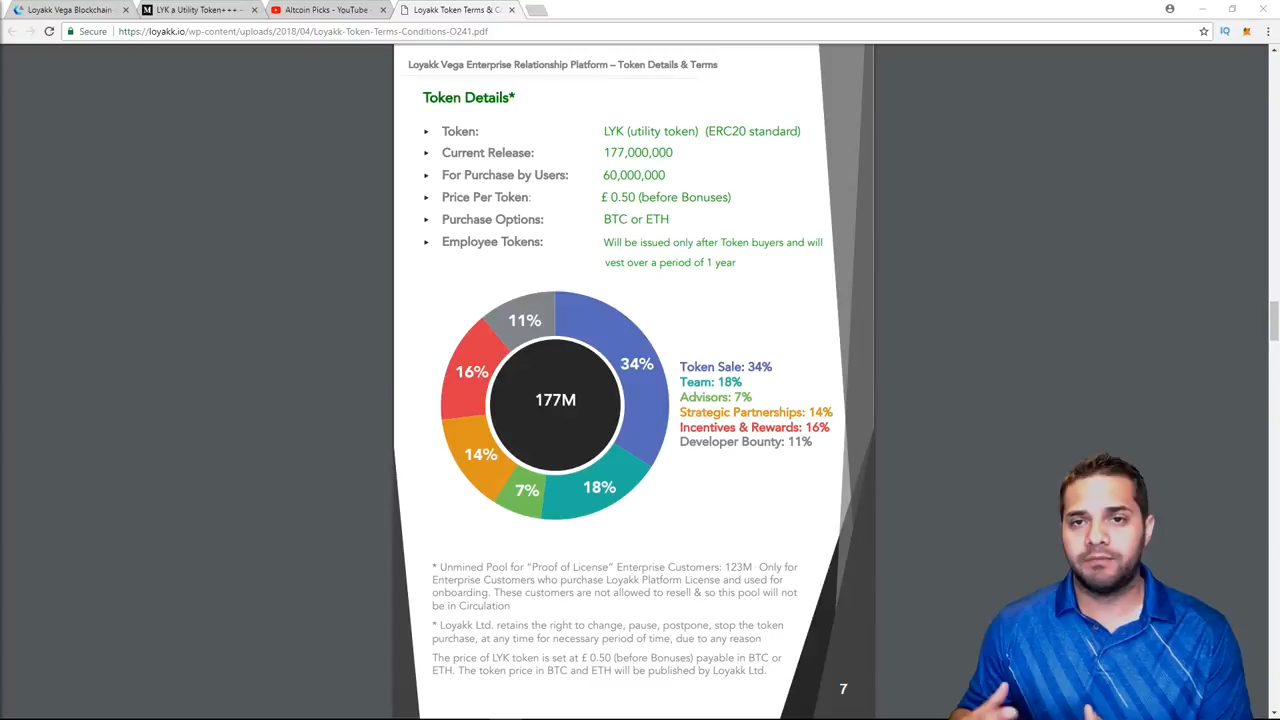 Loyakk Vega Blockchain
LYK a Utility Token+++ –
Altcoin Picks - YouTube
Loyakk Token Terms & C
Secure
https://loyakk.io/wp-content/uploads/2018/04/Loyakk-Token-Terms-Conditions-O241.pdf
IQ
Loyakk Vega Enterprise Relationship Platform – Token Details & Terms
Token Details*
Token: LYK (utility token) (ERC20 standard)
Current Release: 177,000,000
For Purchase by Users: 60,000,000
Price Per Token: £ 0.50 (before Bonuses)
Purchase Options: BTC or ETH
Employee Tokens: Will be issued only after Token buyers and will
vest over a period of 1 year
11%
34%
16%
177M
14%
7%
18%
Token Sale: 34%
Team: 18%
Advisors: 7%
Strategic Partnerships: 14%
Incentives & Rewards: 16%
Developer Bounty: 11%
* Unmined Pool for “Proof of License” Enterprise Customers: 123M Only for
Enterprise Customers who purchase Loyakk Platform License and used for
onboarding. These customers are not allowed to resell & so this pool will not
be in Circulation
* Loyakk Ltd. retains the right to change, pause, postpone, stop the token
purchase, at any time for necessary period of time, due to any reason
The price of LYK token is set at £ 0.50 (before Bonuses) payable in BTC or
ETH. The token price in BTC and ETH will be published by Loyakk Ltd.
7